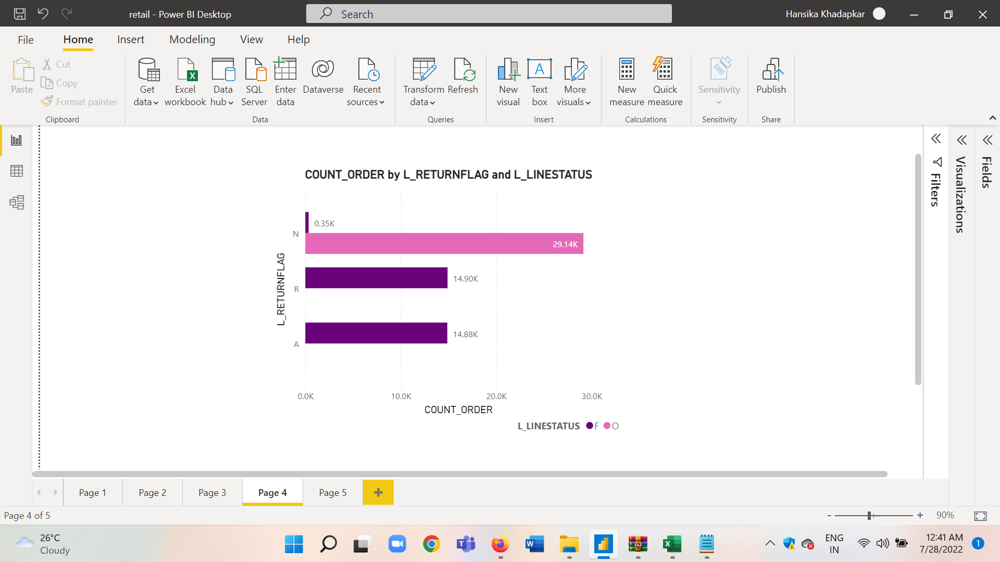 retail - Power BI Desktop
Search
Hansika Khadapkar
File
Home
Insert
Modeling
View
Help
Paste
Cut
Copy
Format painter
Clipboard
Get
data
Excel
workbook
Data
hub
SQL
Server
Enter
data
Dataverse
Recent
sources
Data
Transform
data
Refresh
Queries
New
visual
Text
box
More
visuals
Insert
New
measure
Quick
measure
Calculations
Sensitivity
Sensitivity
Publish
Share
COUNT_ORDER by L_RETURNFLAG and L_LINESTATUS
L_RETURNFLAG
N
0.35K
29.14K
R
14.90K
A
14.88K
0.0K
10.0K
20.0K
30.0K
COUNT_ORDER
L_LINESTATUS
F
O
Filters
Visualizations
Fields
Page 1
Page 2
Page 3
Page 4
Page 5
Page 4 of 5
90%
26°C
Cloudy
ENG
IN
12:41 AM
7/28/2022
1